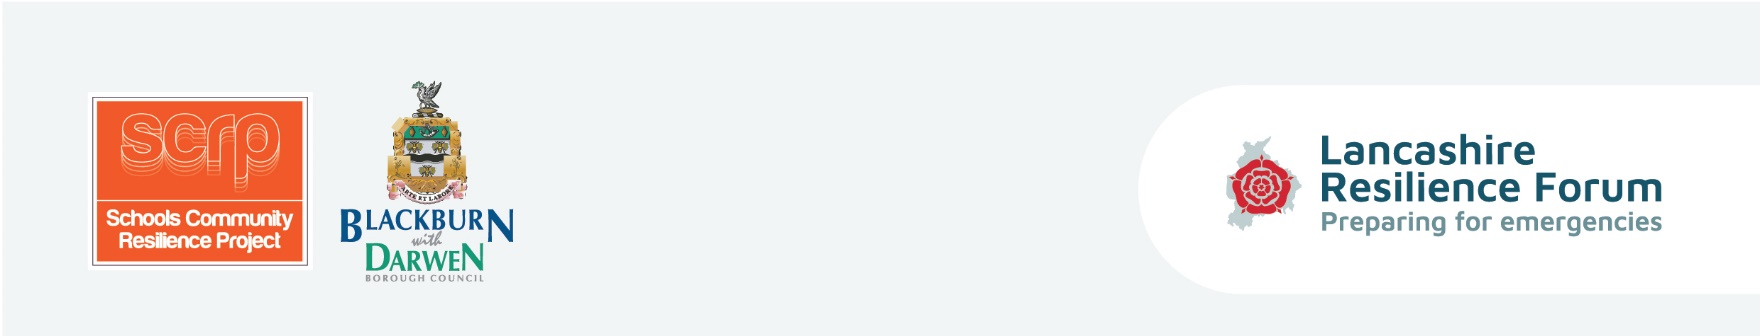 scrp
Schools Community
Resilience Project
ARTE ET LABORE
BLACKBURN
with
DARWEN
BOROUGH COUNCIL
Lancashire
Resilience Forum
Preparing for emergencies